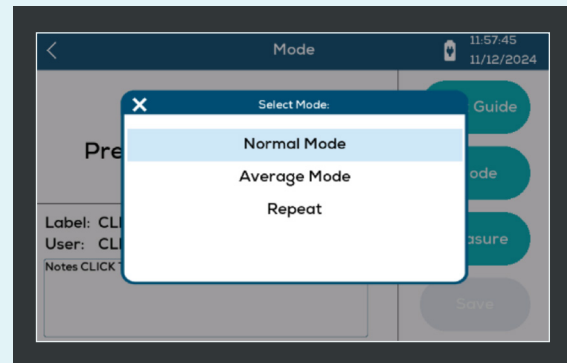 Mode
11:57:45
11/12/2024
Select Mode:
Normal Mode
Average Mode
Repeat
Pre
Guide
ode
asure
Save
Label: CLI
User: CLI
Notes CLICK T